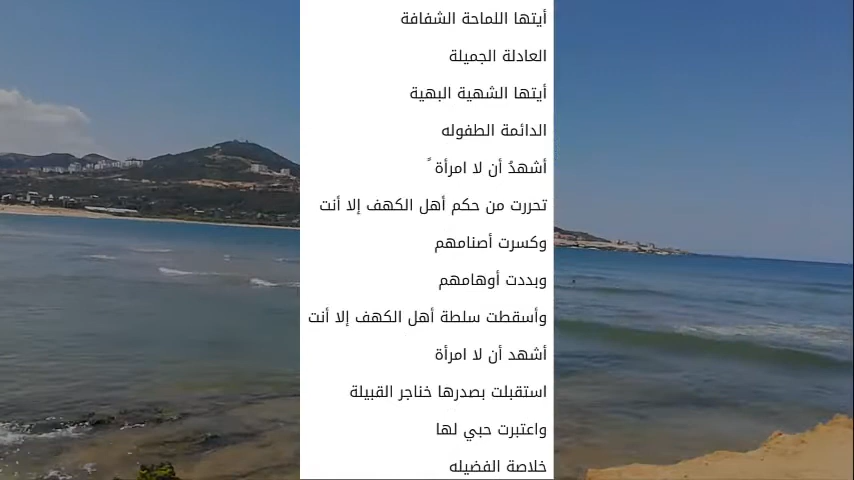 أيتها اللماحة الشفافة
العادلة الجميلة
أيتها الشهية البهية
الدائمة الطفوله
أشهدُ أن لا امرأة ً
تحررت من حكم أهل الكهف إلا أنت
وكسرت أصنامهم
وبددت أوهامهم
وأسقطت سلطة أهل الكهف إلا أنت
أشهد أن لا امرأة
استقبلت بصدرها خناجر القبيلة
واعتبرت حبي لها
خلاصة الفضيله